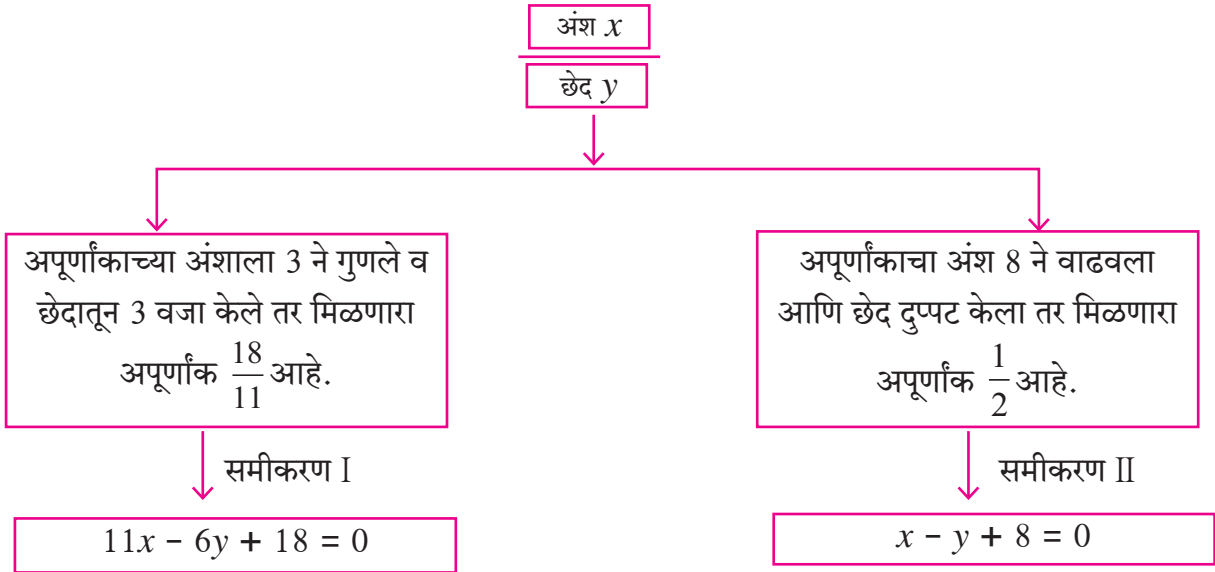 अंश x
छेद y
अपूर्णांकाच्या अंशाला 3 ने गुणले व
छेदातून 3 वजा केले तर मिळणारा
अपूर्णांक 18/11 आहे.
अपूर्णांकाचा अंश 8 ने वाढवला
आणि छेद दुप्पट केला तर मिळणारा
अपूर्णांक 1/2 आहे.
समीकरण I
समीकरण II
11x − 6y + 18 = 0
x − y + 8 = 0